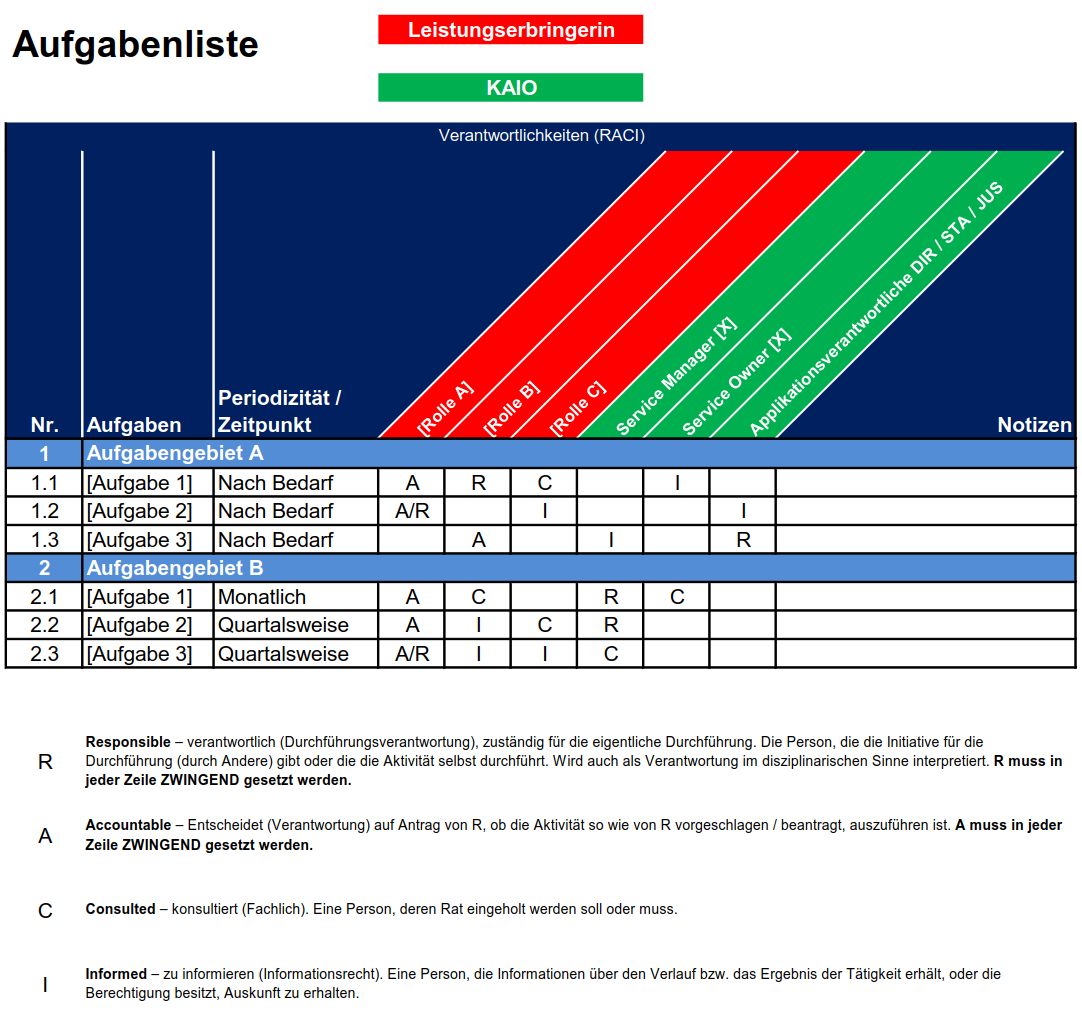 Aufgabenliste
Leistungserbringerin
KAIO
Verantwortlichkeiten (RACI)
Nr.
Aufgaben
Periodizität /
Zeitpunkt
[Rolle A]
[Rolle B]
[Rolle C]
Service Manager [X]
Service Owner [X]
Applikationsverantwortliche DIR / STA / JUS
Notizen
1 Aufgabengebiet A
1.1 [Aufgabe 1] Nach Bedarf A R C I
1.2 [Aufgabe 2] Nach Bedarf A/R I I
1.3 [Aufgabe 3] Nach Bedarf A I R
2 Aufgabengebiet B
2.1 [Aufgabe 1] Monatlich A C R C
2.2 [Aufgabe 2] Quartalsweise A I C R
2.3 [Aufgabe 3] Quartalsweise A/R I I C
R
Responsible – verantwortlich (Durchführungsverantwortung), zuständig für die eigentliche Durchführung. Die Person, die die Initiative für die
Durchführung (durch Andere) gibt oder die die Aktivität selbst durchführt. Wird auch als Verantwortung im disziplinarischen Sinne interpretiert. R muss in
jeder Zeile ZWINGEND gesetzt werden.
A
Accountable – Entscheidet (Verantwortung) auf Antrag von R, ob die Aktivität so wie von R vorgeschlagen / beantragt, auszuführen ist. A muss in jeder
Zeile ZWINGEND gesetzt werden.
C
Consulted – konsultiert (Fachlich). Eine Person, deren Rat eingeholt werden soll oder muss.
I
Informed – zu informieren (Informationsrecht). Eine Person, die Informationen über den Verlauf bzw. das Ergebnis der Tätigkeit erhält, oder die
Berechtigung besitzt, Auskunft zu erhalten.